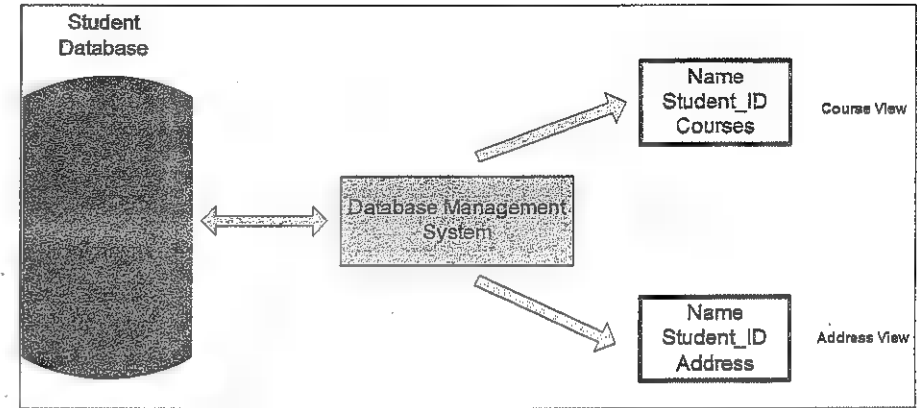 Student
Database
Name
Student_ID
Courses
Course View
Database Management
System
Name
Student_ID
Address
Address View